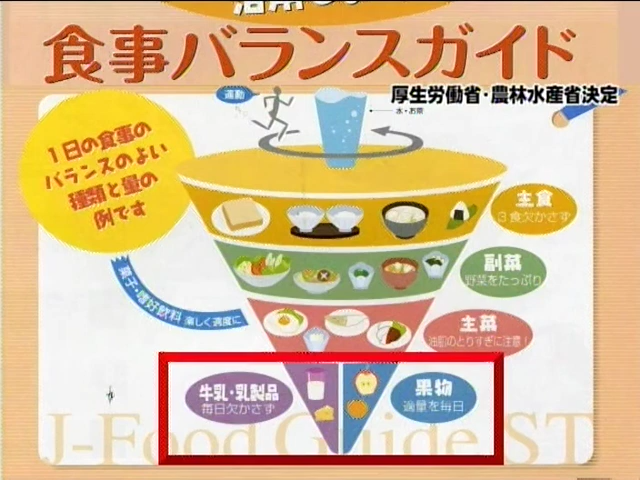 食事バランスガイド
厚生労働省・農林水産省決定
運動
水・お茶
1日の食事の
バランスのよい
種類と量の
例です
主食
3食欠かさず
副菜
野菜をたっぷり
菓子・嗜好飲料 楽しく適度に
主菜
油脂のとりすぎに注意!
牛乳・乳製品
毎日欠かさず
果物
適量を毎日
J-Food Guide ST